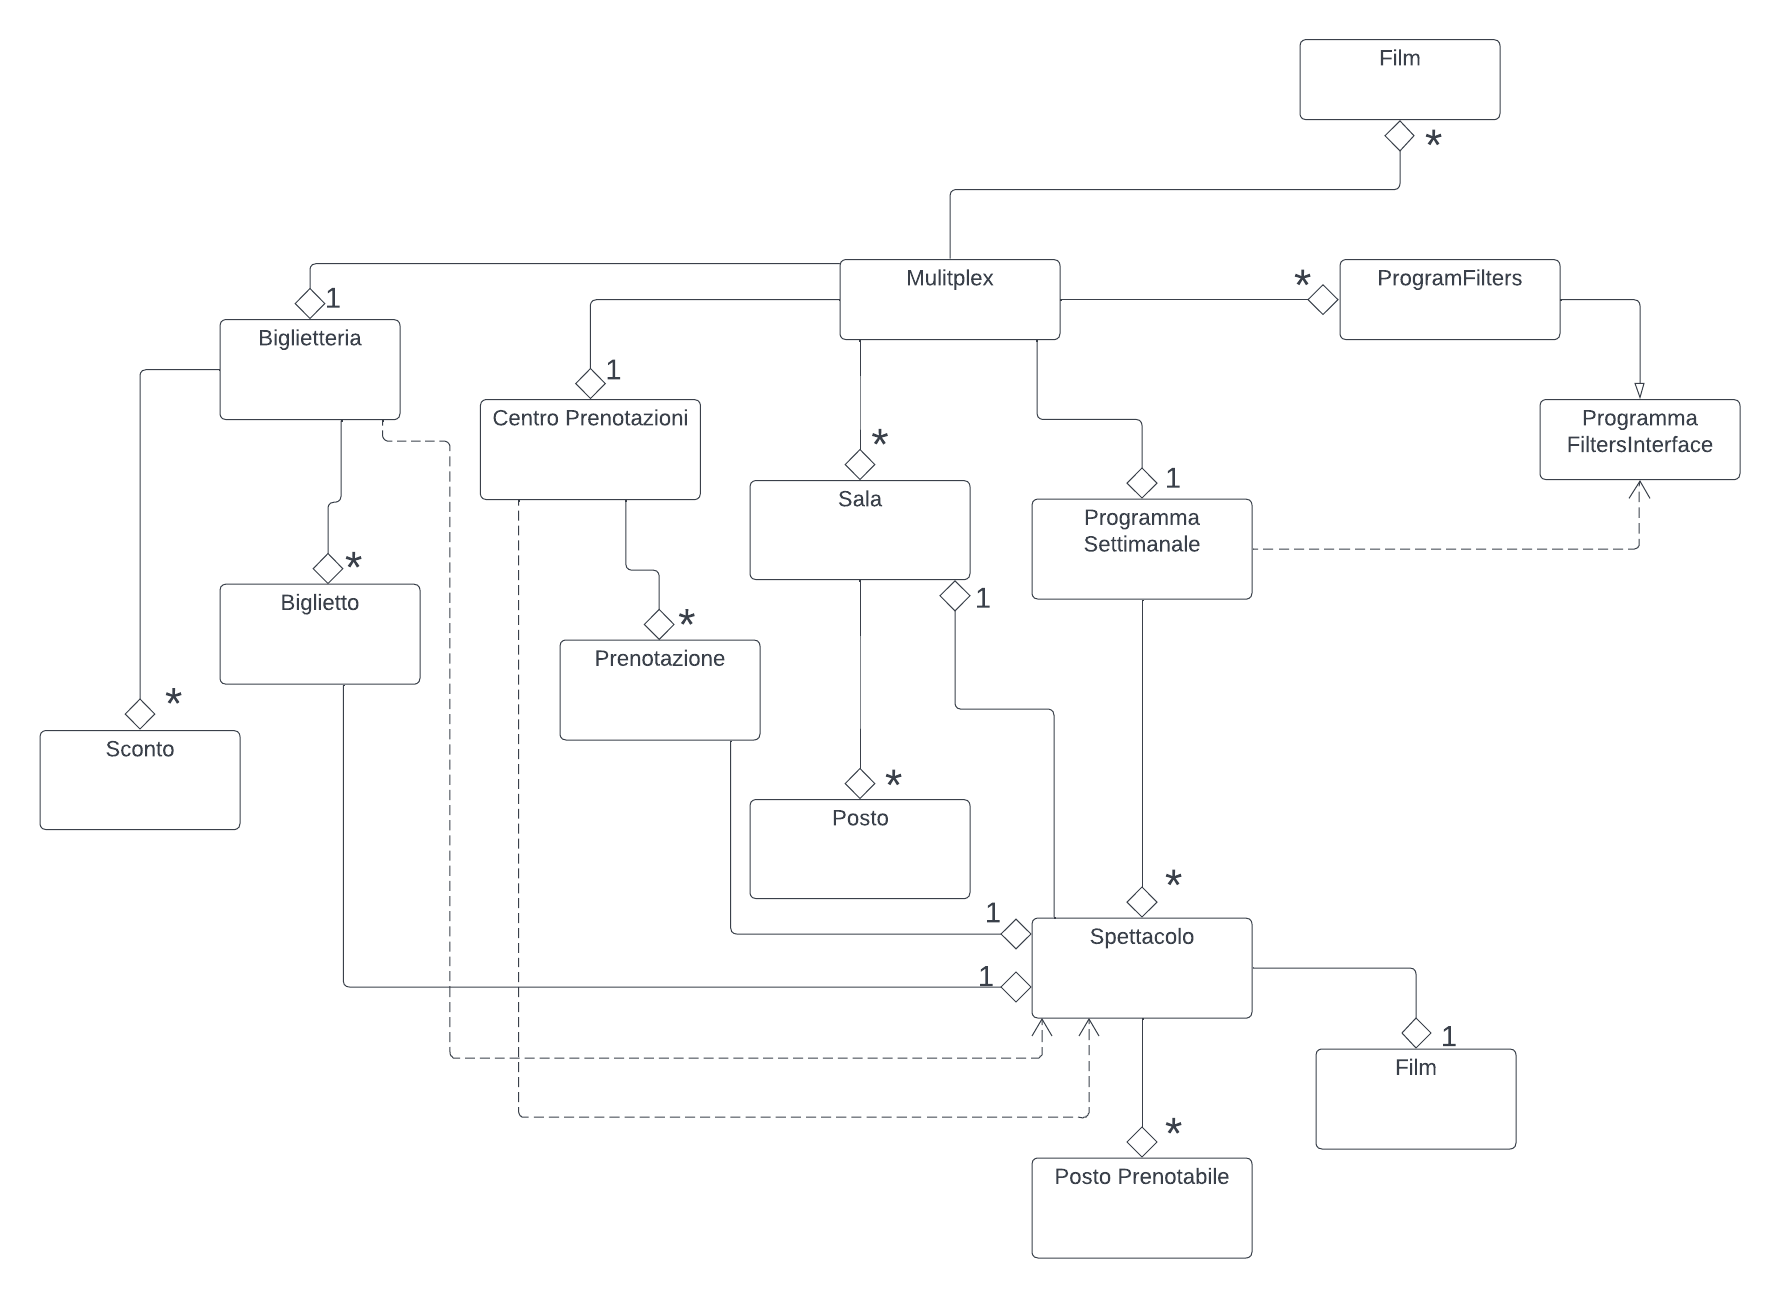 Film
*
Mulitplex
*
ProgramFilters
1
Biglietteria
1
Centro Prenotazioni
*
Sala
1
Programma
Settimanale
Programma
FiltersInterface
*
Biglietto
*
Prenotazione
1
*
Sconto
*
Posto
*
1
Spettacolo
1
1
Film
*
Posto Prenotabile